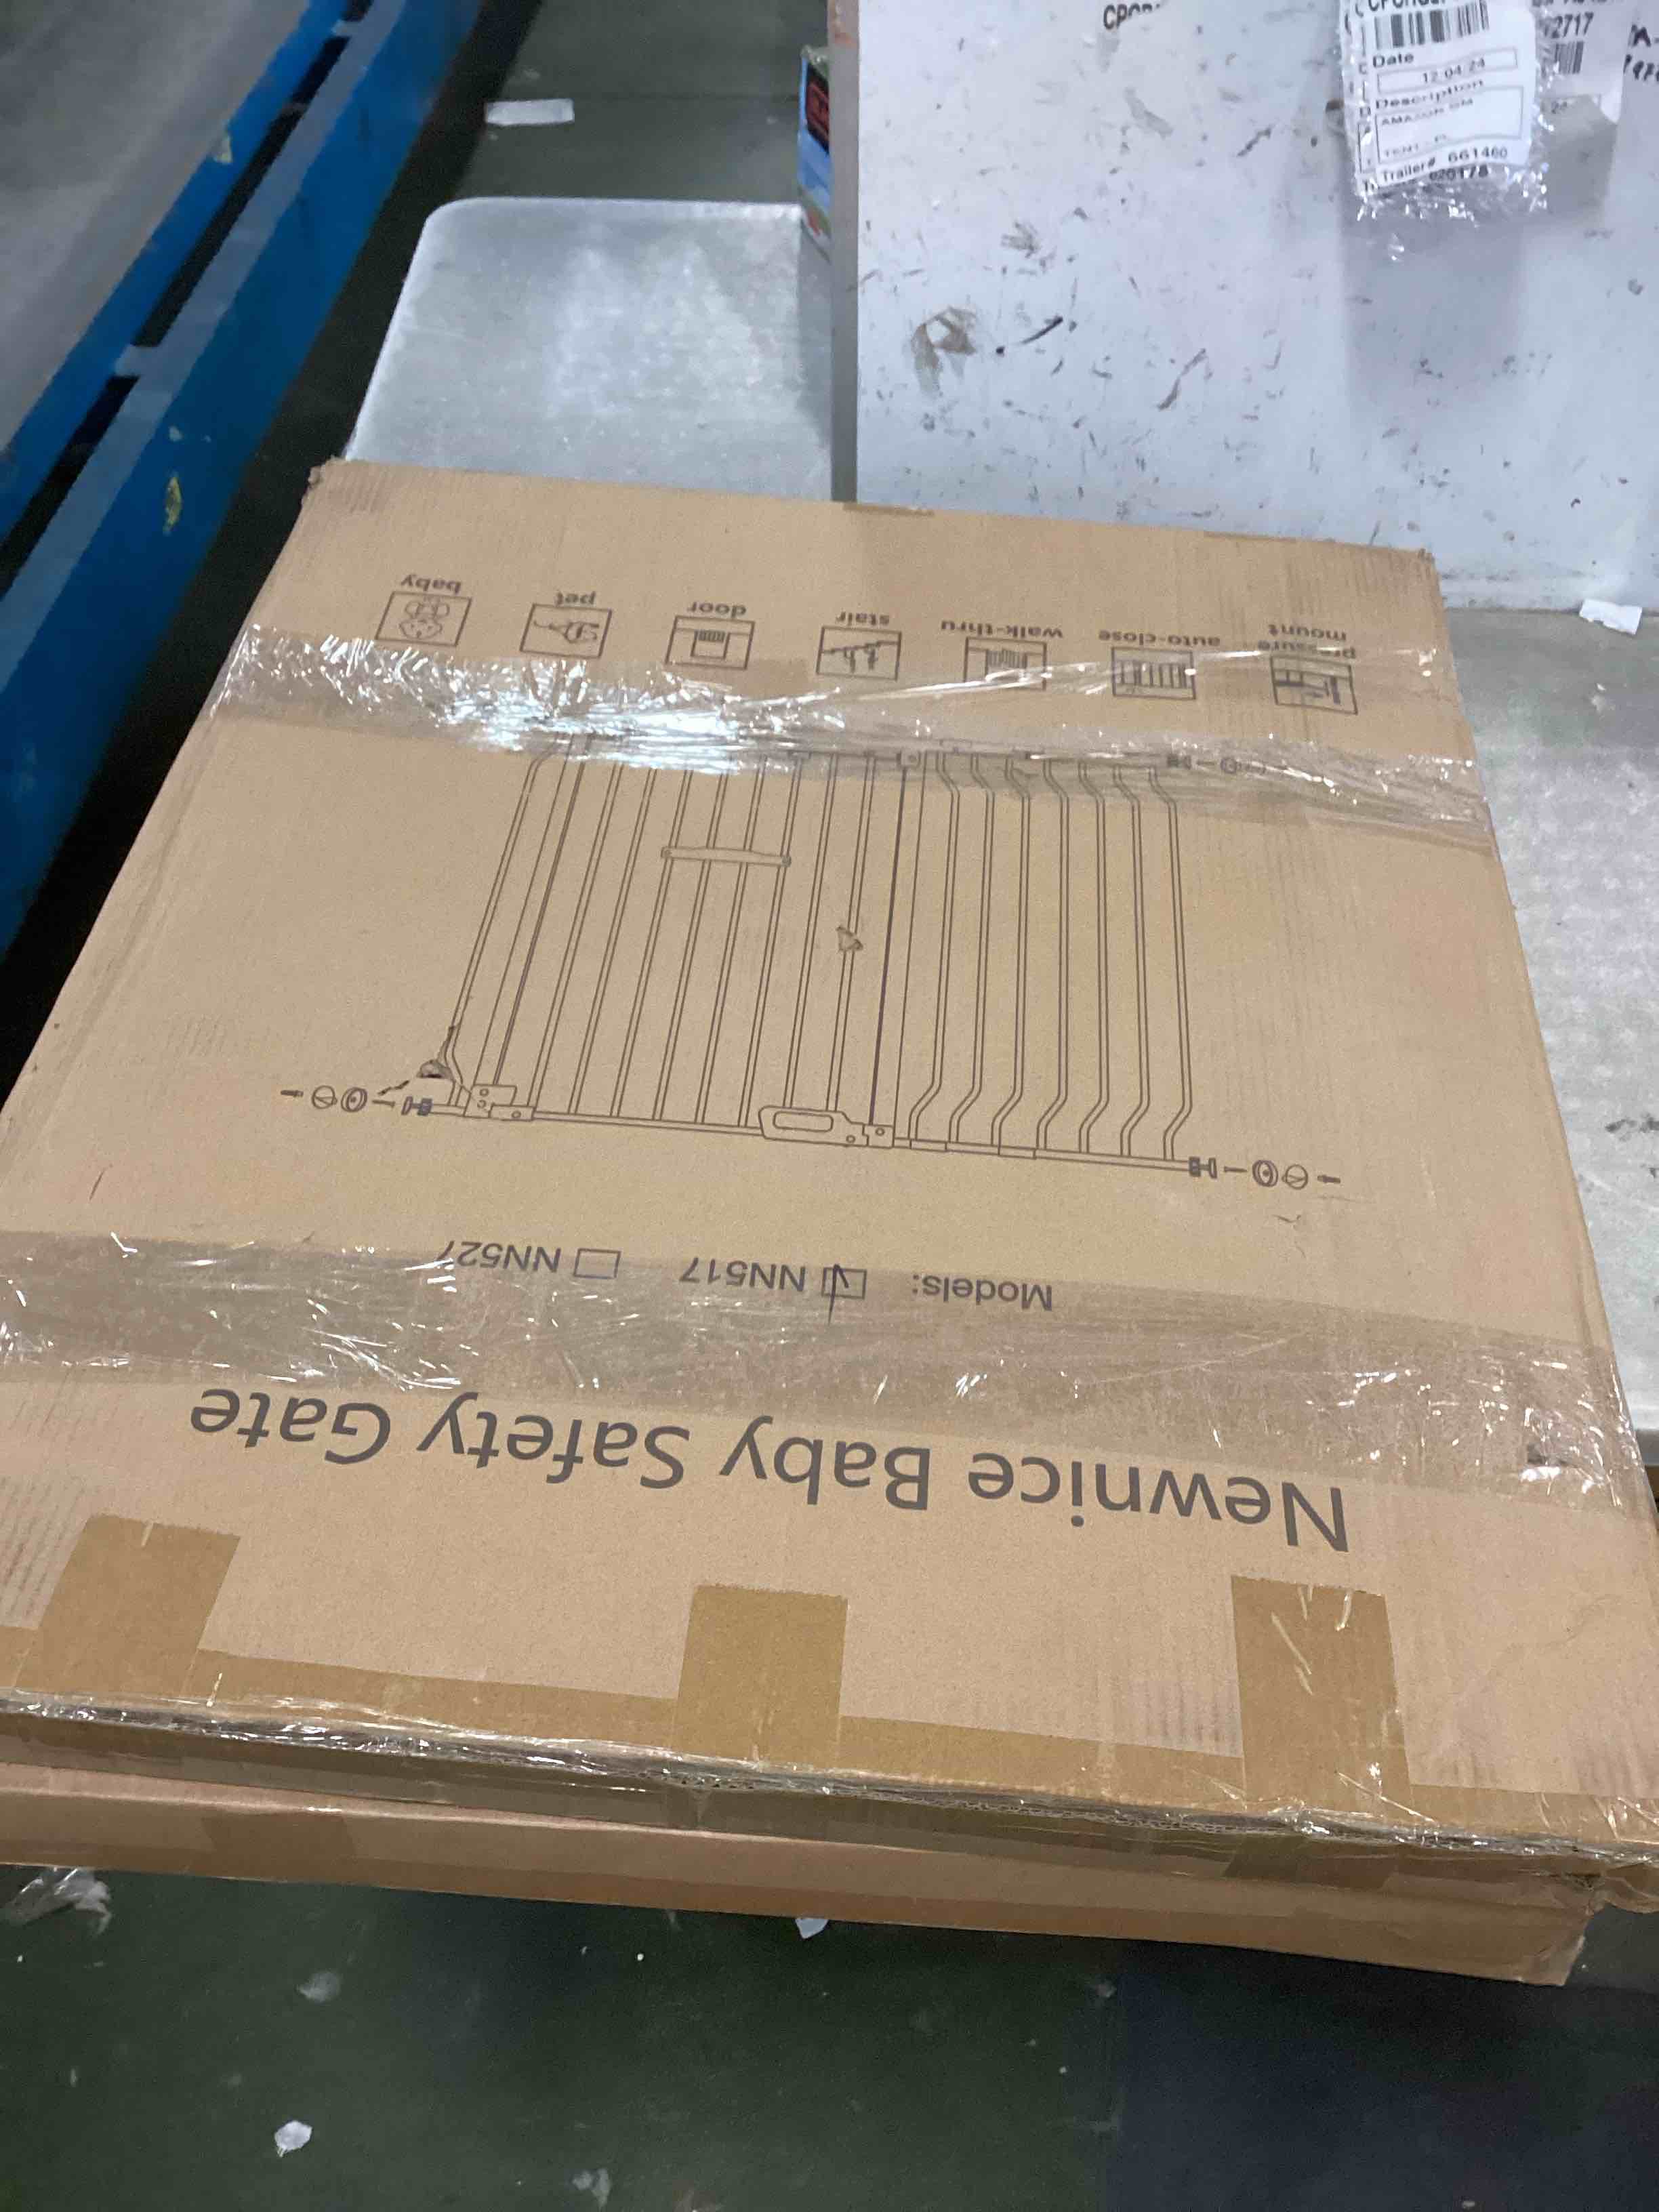 Newnice Baby Safety Gate
Models: NN517 NN527
pressure mount
auto-close
walk-thru
stair
door
pet
baby
Date
12 04 24
Description
Trailer# 661460
2717